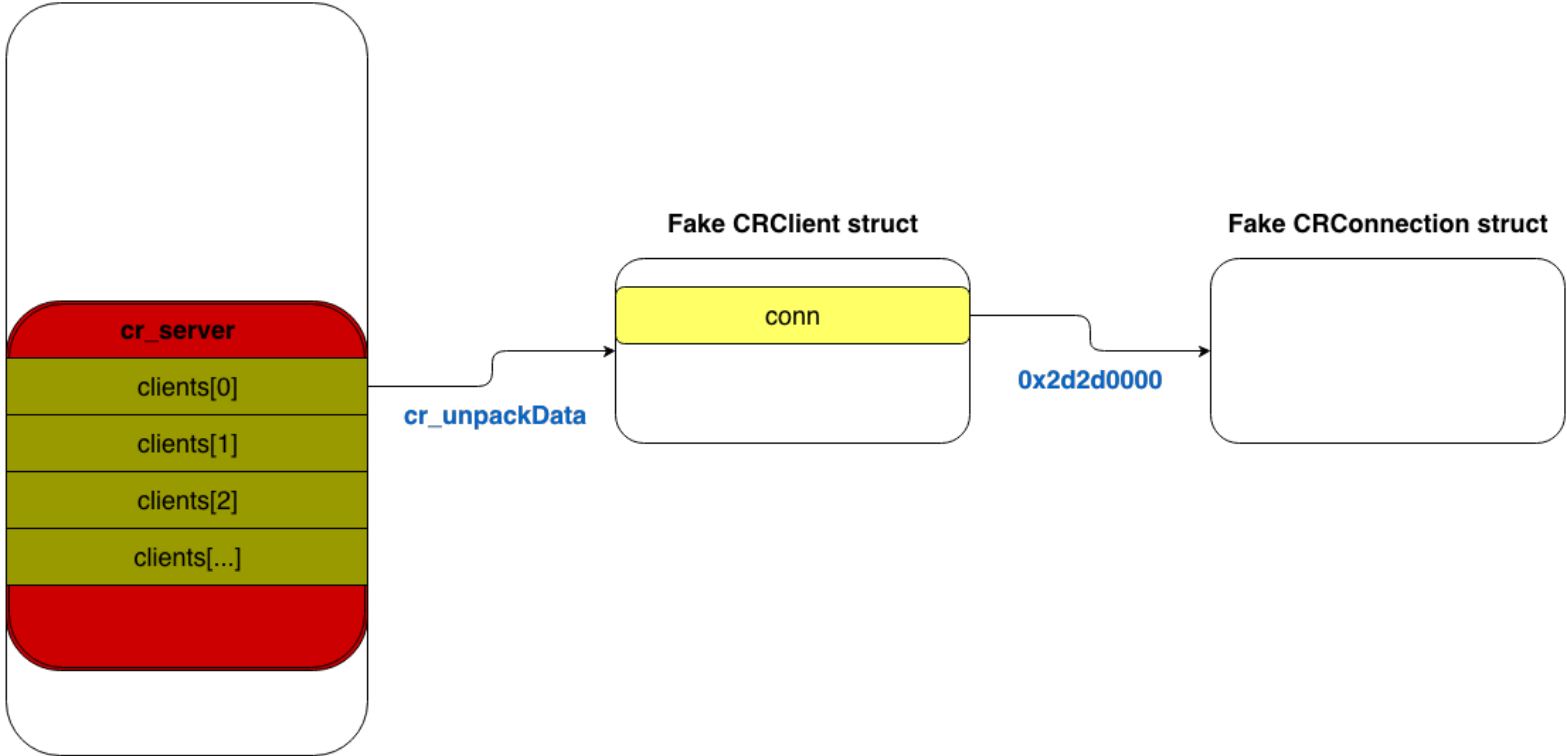 Fake CRClient struct
Fake CRConnection struct
conn
cr_server
clients[0]
cr_unpackData
0x2d2d0000
clients[1]
clients[2]
clients[...]